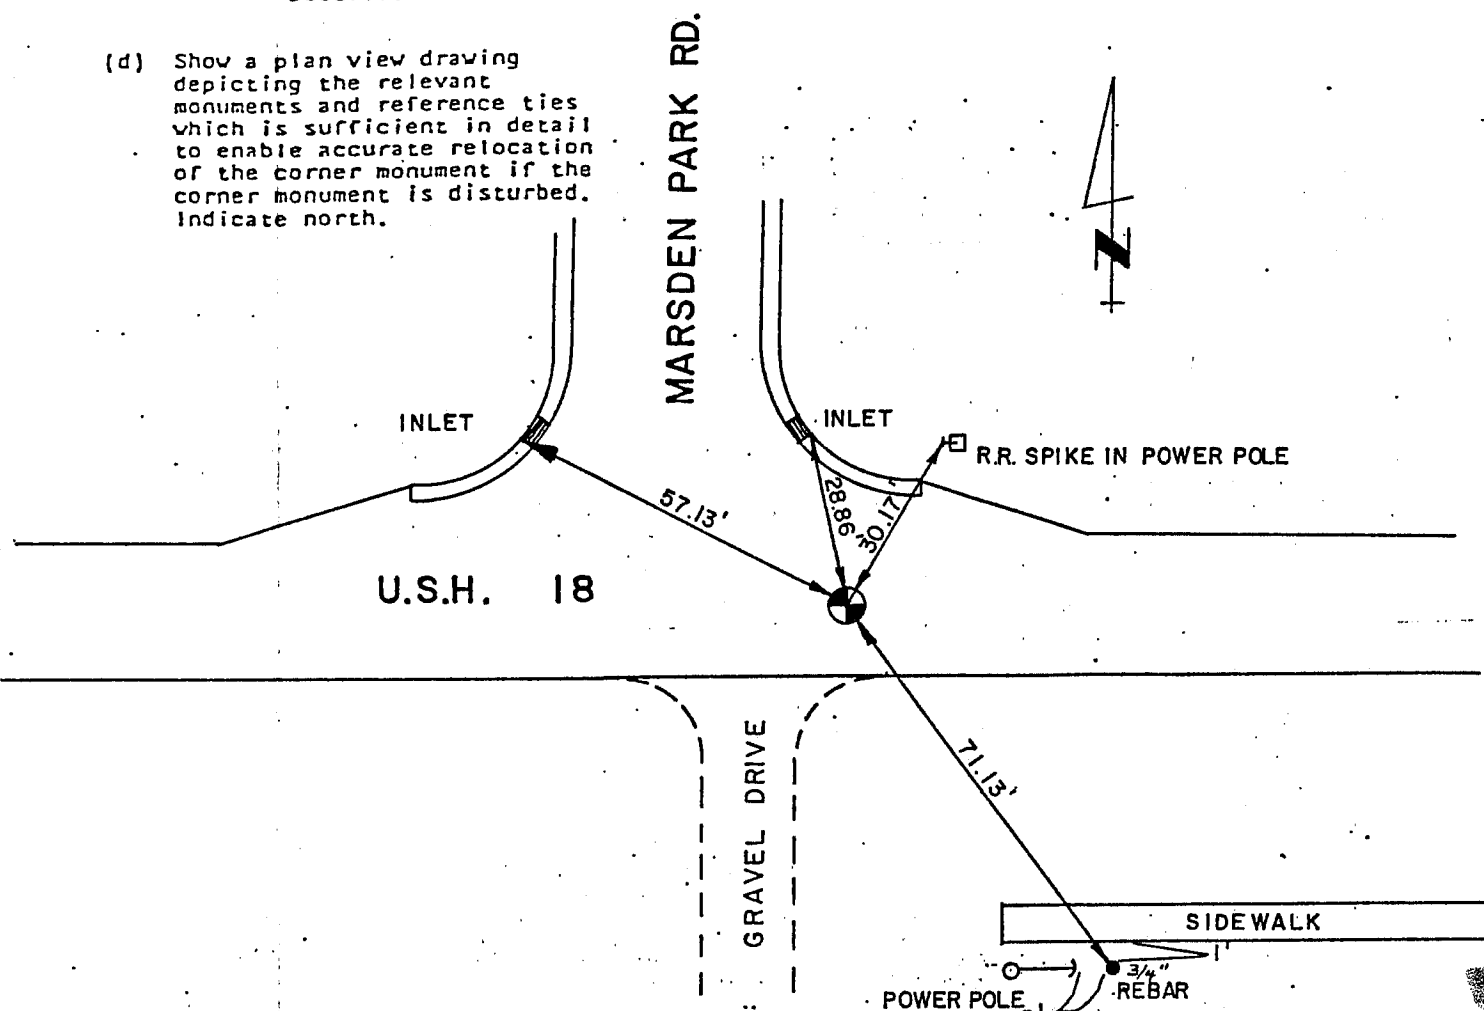 (d) Show a plan view drawing
depicting the relevant
monuments and reference ties
which is sufficient in detail
to enable accurate relocation
of the corner monument if the
corner monument is disturbed.
Indicate north.
MARSDEN PARK RD.
N
INLET
INLET
R.R. SPIKE IN POWER POLE
57.13'
28.86'
30.17'
U.S.H. 18
71.13'
GRAVEL DRIVE
SIDEWALK
1'
3/4"
REBAR
POWER POLE